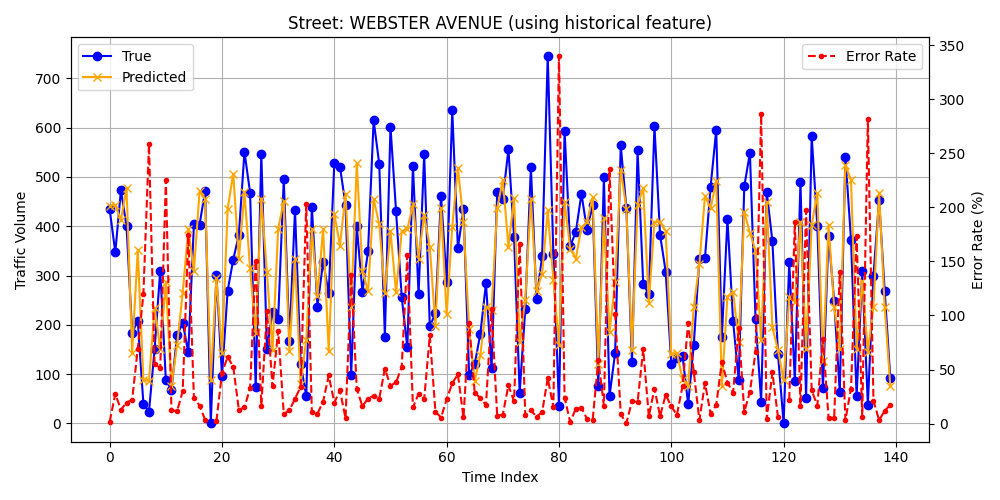 Street: WEBSTER AVENUE (using historical feature)
True
Predicted
Error Rate
Traffic Volume
700
600
500
400
300
200
100
0
350
300
250
200
150
100
50
0
Error Rate (%)
0 20 40 60 80 100 120 140
Time Index